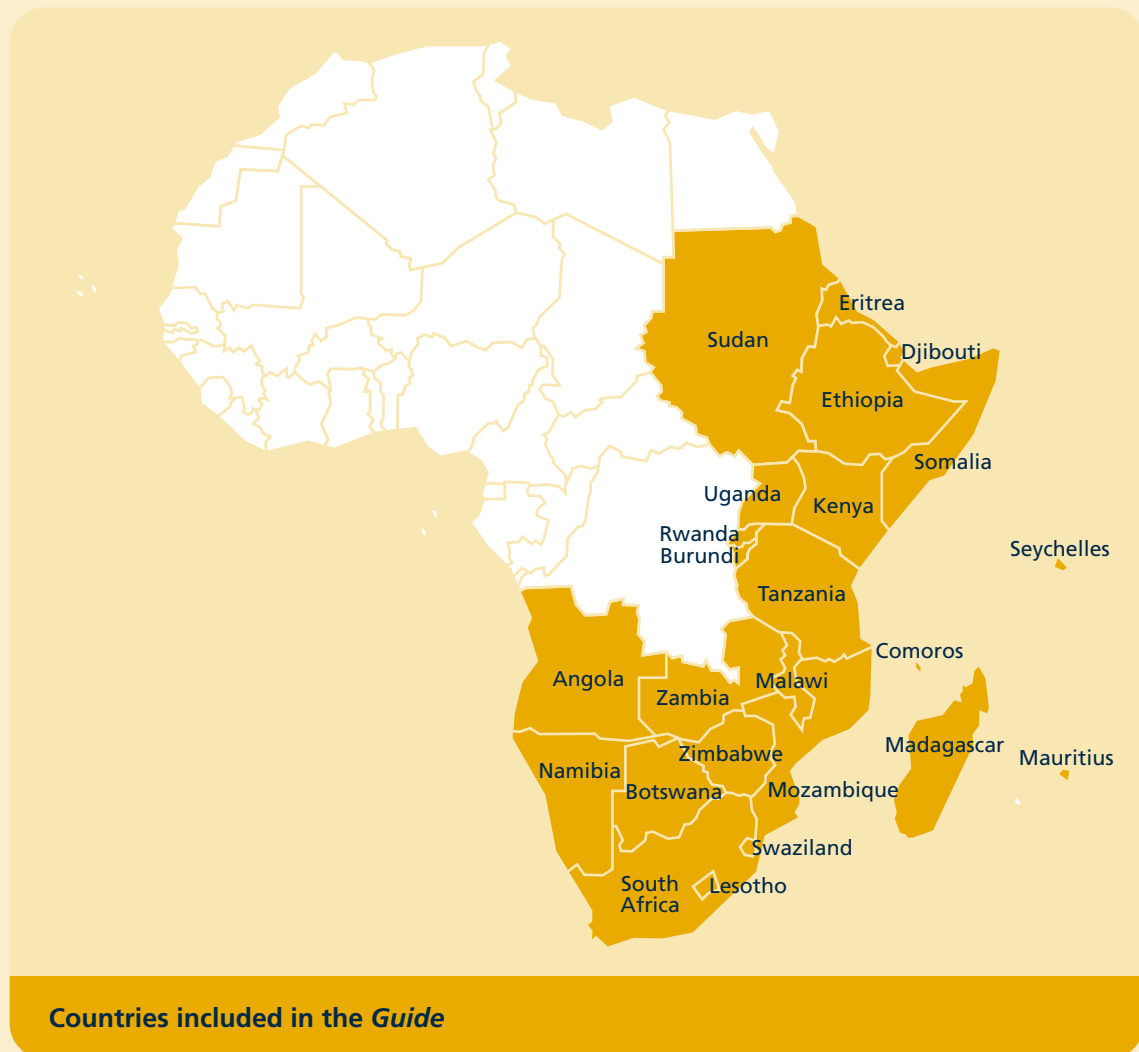 Eritrea
Sudan
Djibouti
Ethiopia
Somalia
Uganda
Kenya
Rwanda
Burundi
Seychelles
Tanzania
Comoros
Angola
Malawi
Zambia
Madagascar
Zimbabwe
Mauritius
Namibia
Botswana
Mozambique
Swaziland
South
Africa
Lesotho
Countries included in the Guide